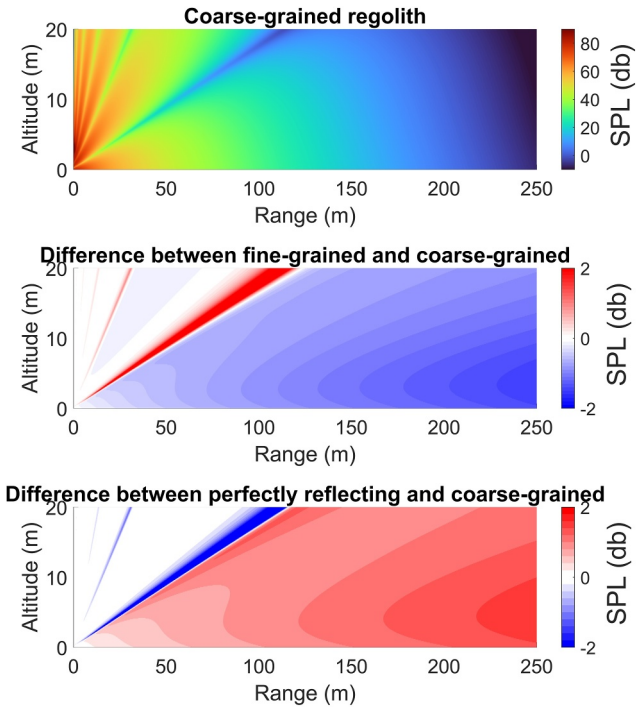 Coarse-grained regolith
20
10
0
Altitude (m)
0 50 100 150 200 250
Range (m)
80
60
40
20
0
SPL (db)
Difference between fine-grained and coarse-grained
20
10
0
Altitude (m)
0 50 100 150 200 250
Range (m)
2
0
-2
SPL (db)
Difference between perfectly reflecting and coarse-grained
20
10
0
Altitude (m)
0 50 100 150 200 250
Range (m)
2
0
-2
SPL (db)